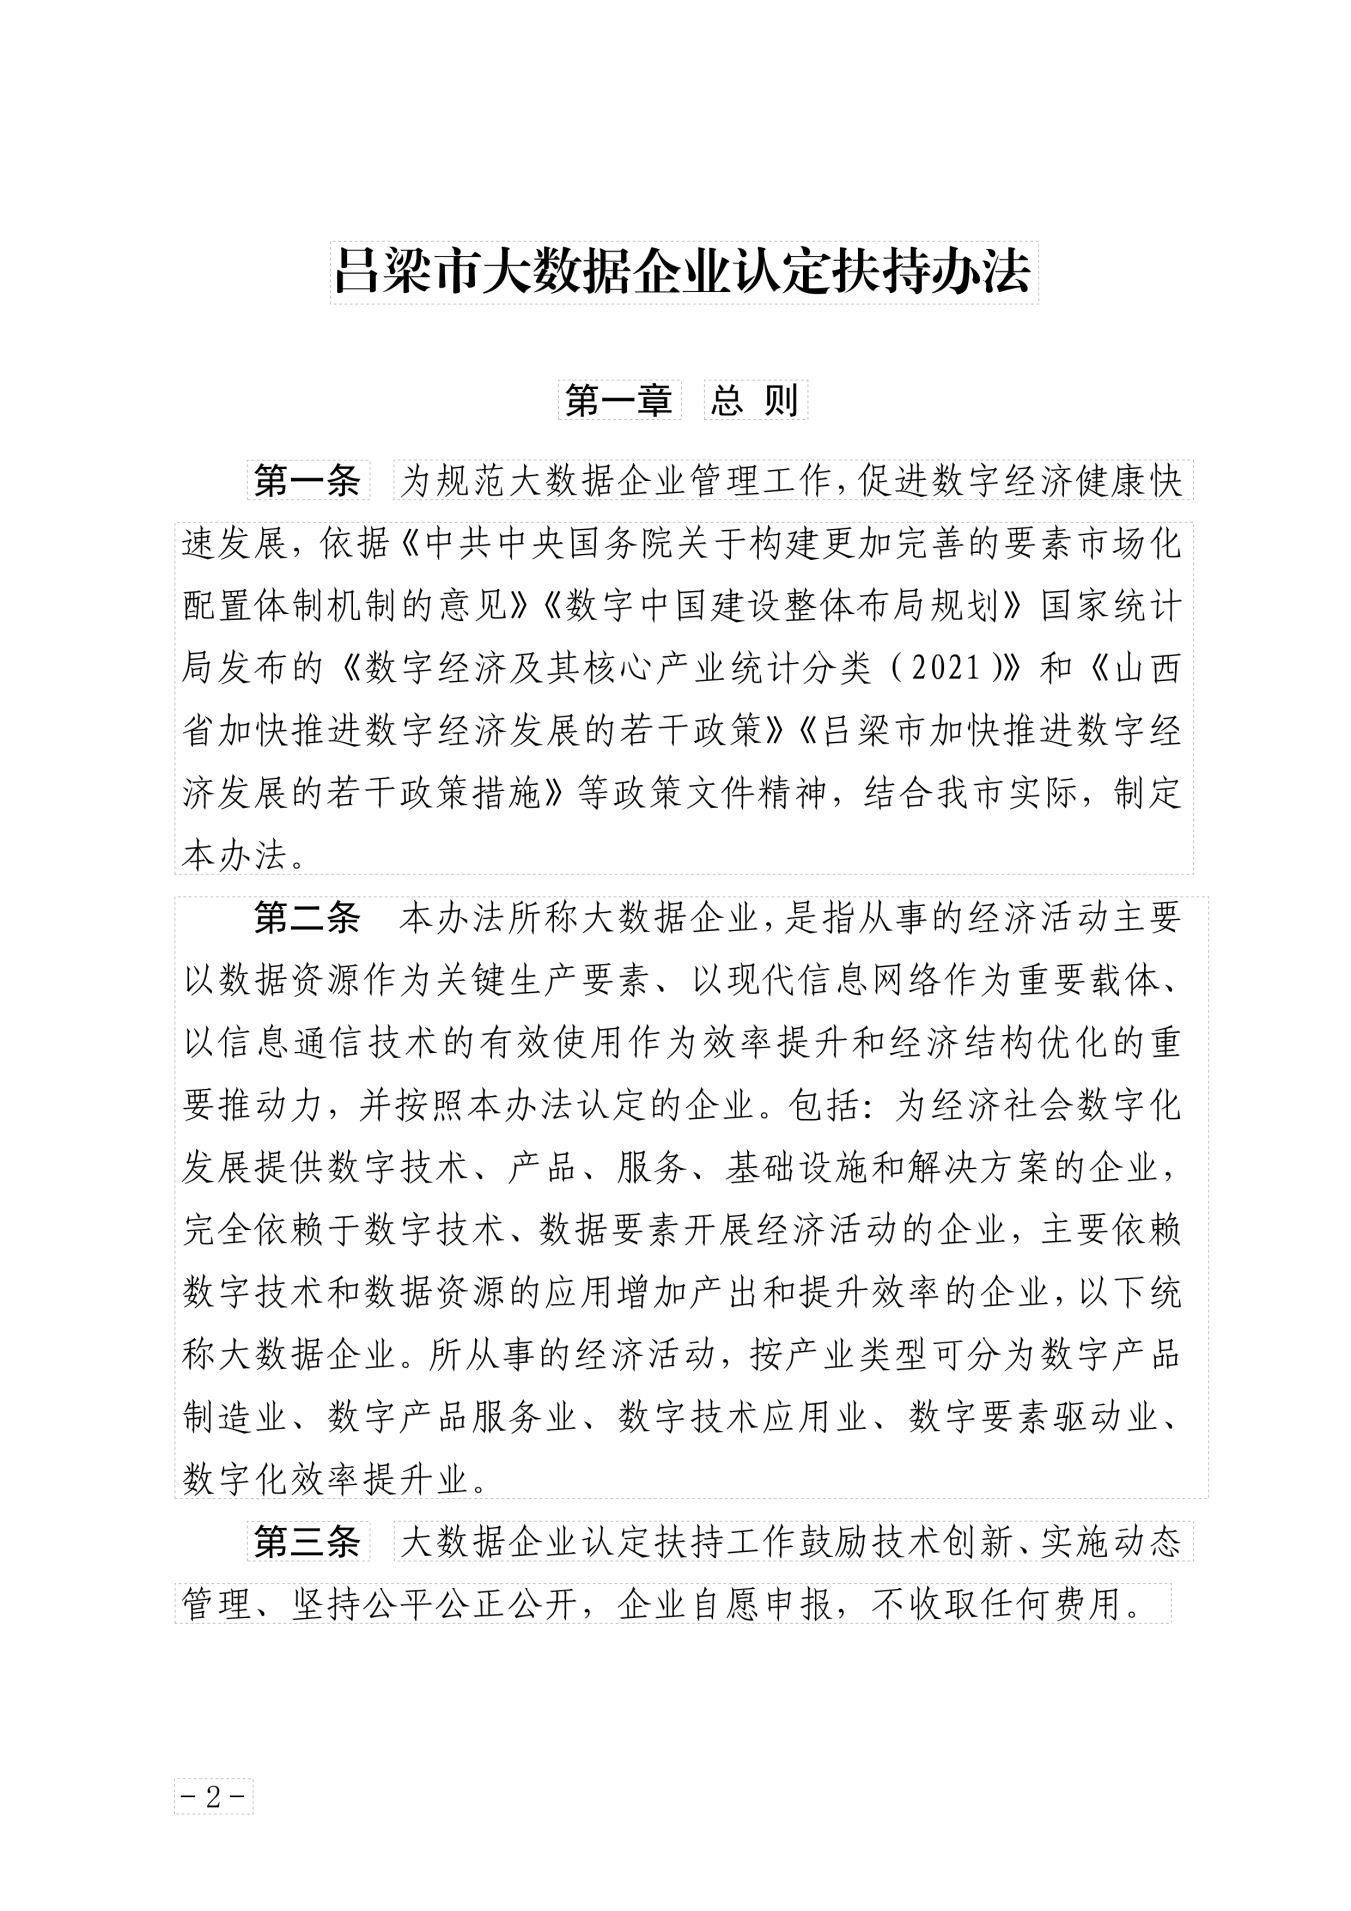 吕梁市大数据企业认定扶持办法
第一章 总 则
第一条 为规范大数据企业管理工作,促进数字经济健康快
速发展,依据《中共中央国务院关于构建更加完善的要素市场化
配置体制机制的意见》《数字中国建设整体布局规划》国家统计
局发布的《数字经济及其核心产业统计分类(2021)》和《山西
省加快推进数字经济发展的若干政策》《吕梁市加快推进数字经
济发展的若干政策措施》等政策文件精神,结合我市实际,制定
本办法。
第二条 本办法所称大数据企业,是指从事的经济活动主要
以数据资源作为关键生产要素、以现代信息网络作为重要载体、
以信息通信技术的有效使用作为效率提升和经济结构优化的重
要推动力,并按照本办法认定的企业。包括:为经济社会数字化
发展提供数字技术、产品、服务、基础设施和解决方案的企业,
完全依赖于数字技术、数据要素开展经济活动的企业,主要依赖
数字技术和数据资源的应用增加产出和提升效率的企业,以下统
称大数据企业。所从事的经济活动,按产业类型可分为数字产品
制造业、数字产品服务业、数字技术应用业、数字要素驱动业、
数字化效率提升业。
第三条 大数据企业认定扶持工作鼓励技术创新、实施动态
管理、坚持公平公正公开,企业自愿申报,不收取任何费用。
- 2 -